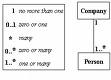 1 no more than one
0..1 zero or one
* many
0..* zero or many
1..* one or many
Company
1
1..*
Person